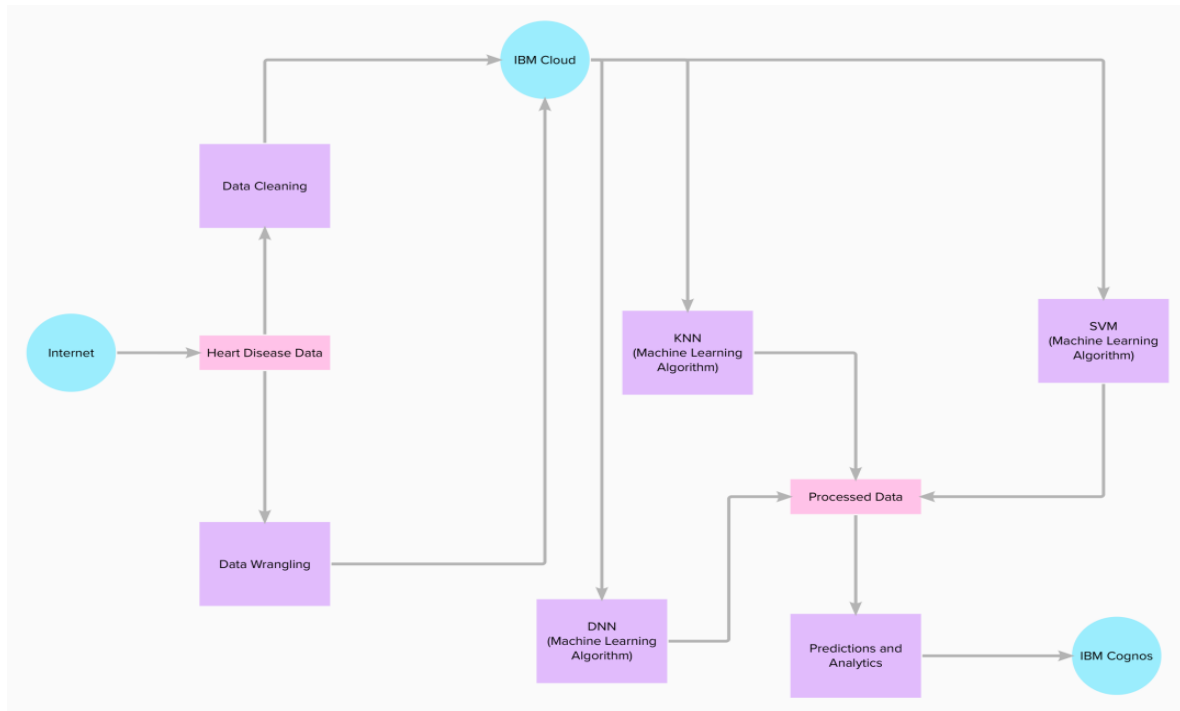 IBM Cloud
Data Cleaning
Internet
Heart Disease Data
KNN
(Machine Learning
Algorithm)
SVM
(Machine Learning
Algorithm)
Processed Data
Data Wrangling
DNN
(Machine Learning
Algorithm)
Predictions and
Analytics
IBM Cognos